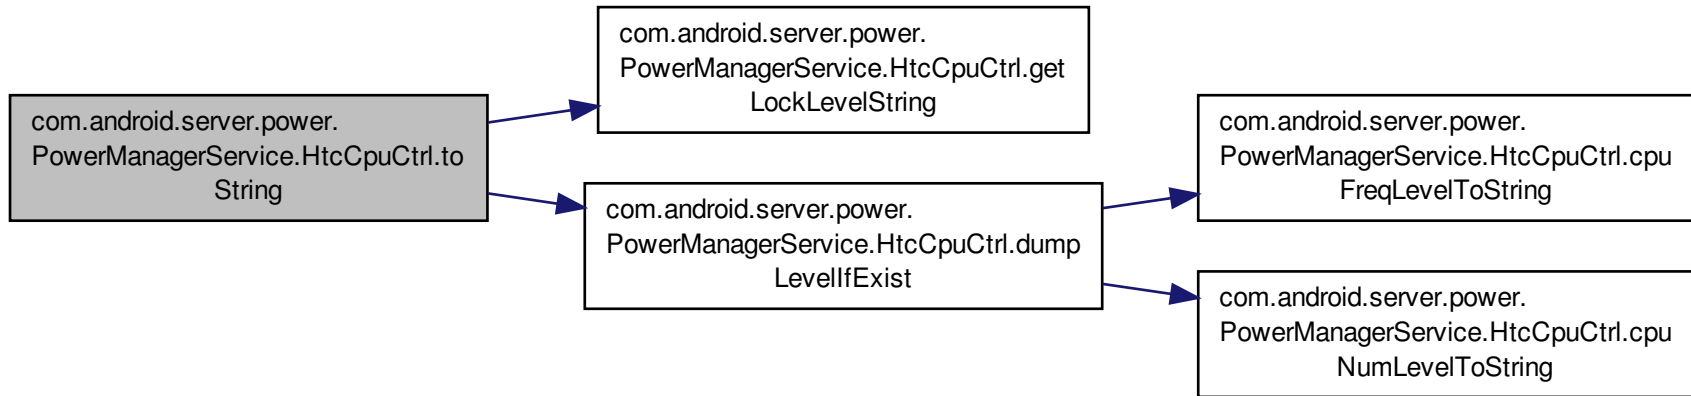 com.android.server.power.
PowerManagerService.HtcCpuCtrl.to
String
com.android.server.power.
PowerManagerService.HtcCpuCtrl.get
LockLevelString
com.android.server.power.
PowerManagerService.HtcCpuCtrl.dump
LevelIfExist
com.android.server.power.
PowerManagerService.HtcCpuCtrl.cpu
FreqLevelToString
com.android.server.power.
PowerManagerService.HtcCpuCtrl.cpu
NumLevelToString